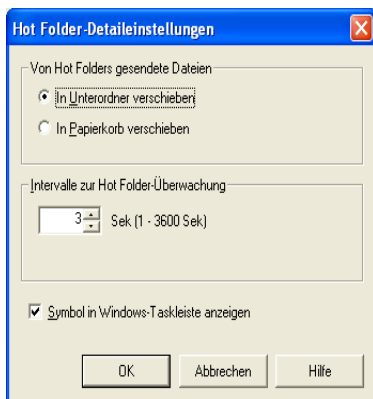 Hot Folder-Detaileinstellungen
Von Hot Folders gesendete Dateien
In Unterordner verschieben
In Papierkorb verschieben
Intervalle zur Hot Folder-Überwachung
3 Sek (1 - 3600 Sek)
Symbol in Windows-Taskleiste anzeigen
OK Abbrechen Hilfe